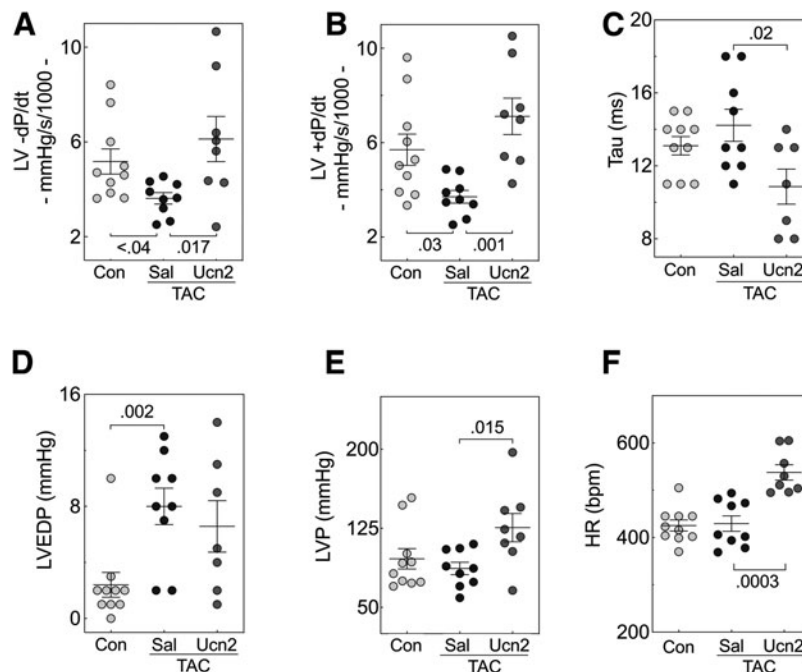 A
LV -dP/dt
- mmHg/s/1000 -
10
6
2
<.04 .017
Con Sal Ucn2
TAC
B
LV +dP/dt
- mmHg/s/1000 -
10
6
2
.03 .001
Con Sal Ucn2
TAC
C
Tau (ms)
20
16
12
8
.02
Con Sal Ucn2
TAC
D
LVEDP (mmHg)
16
8
0
.002
Con Sal Ucn2
TAC
E
LVP (mmHg)
200
125
50
.015
Con Sal Ucn2
TAC
F
HR (bpm)
600
400
200
.0003
Con Sal Ucn2
TAC